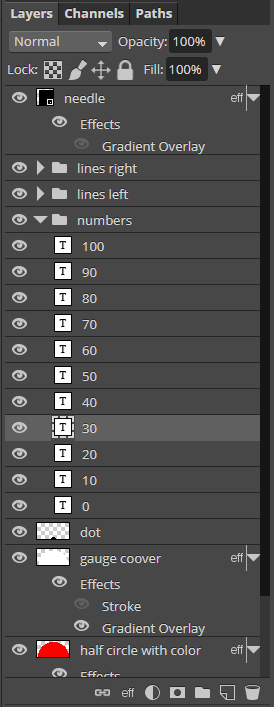 Layers Channels Paths
Normal Opacity: 100%
Lock: Fill: 100%
needle eff
Effects
Gradient Overlay
lines right
lines left
numbers
T 100
T 90
T 80
T 70
T 60
T 50
T 40
T 30
T 20
T 10
T 0
dot
gauge coover eff
Effects
Stroke
Gradient Overlay
half circle with color eff
Effects
eff